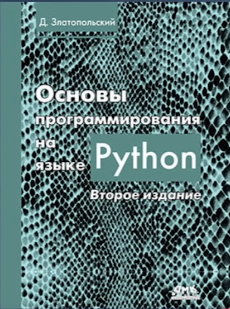 Д. Златопольский
Основы
программирования
на
языке Python
Второе издание
ДМК